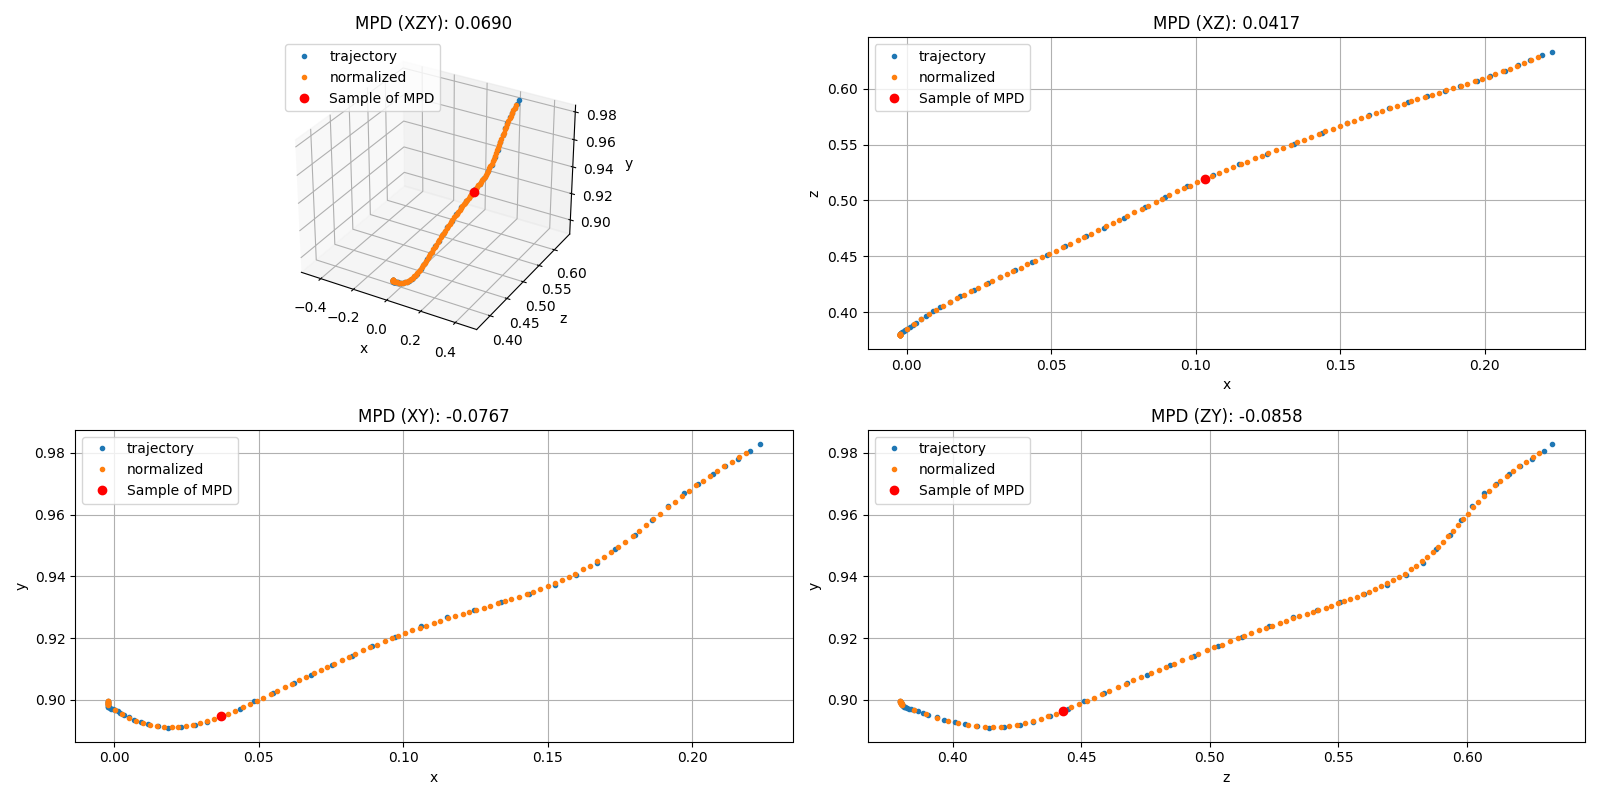 MPD (XZY): 0.0690
trajectory
normalized
Sample of MPD
0.98
0.96
0.94
0.92
0.90
y
0.60
0.55
0.50
0.45
0.40
z
−0.4
−0.2
0.0
0.2
0.4
x
MPD (XZ): 0.0417
trajectory
normalized
Sample of MPD
0.60
0.55
0.50
0.45
0.40
z
0.00 0.05 0.10 0.15 0.20
x
MPD (XY): -0.0767
trajectory
normalized
Sample of MPD
0.98
0.96
0.94
0.92
0.90
y
0.00 0.05 0.10 0.15 0.20
x
MPD (ZY): -0.0858
trajectory
normalized
Sample of MPD
0.98
0.96
0.94
0.92
0.90
y
0.40 0.45 0.50 0.55 0.60
z